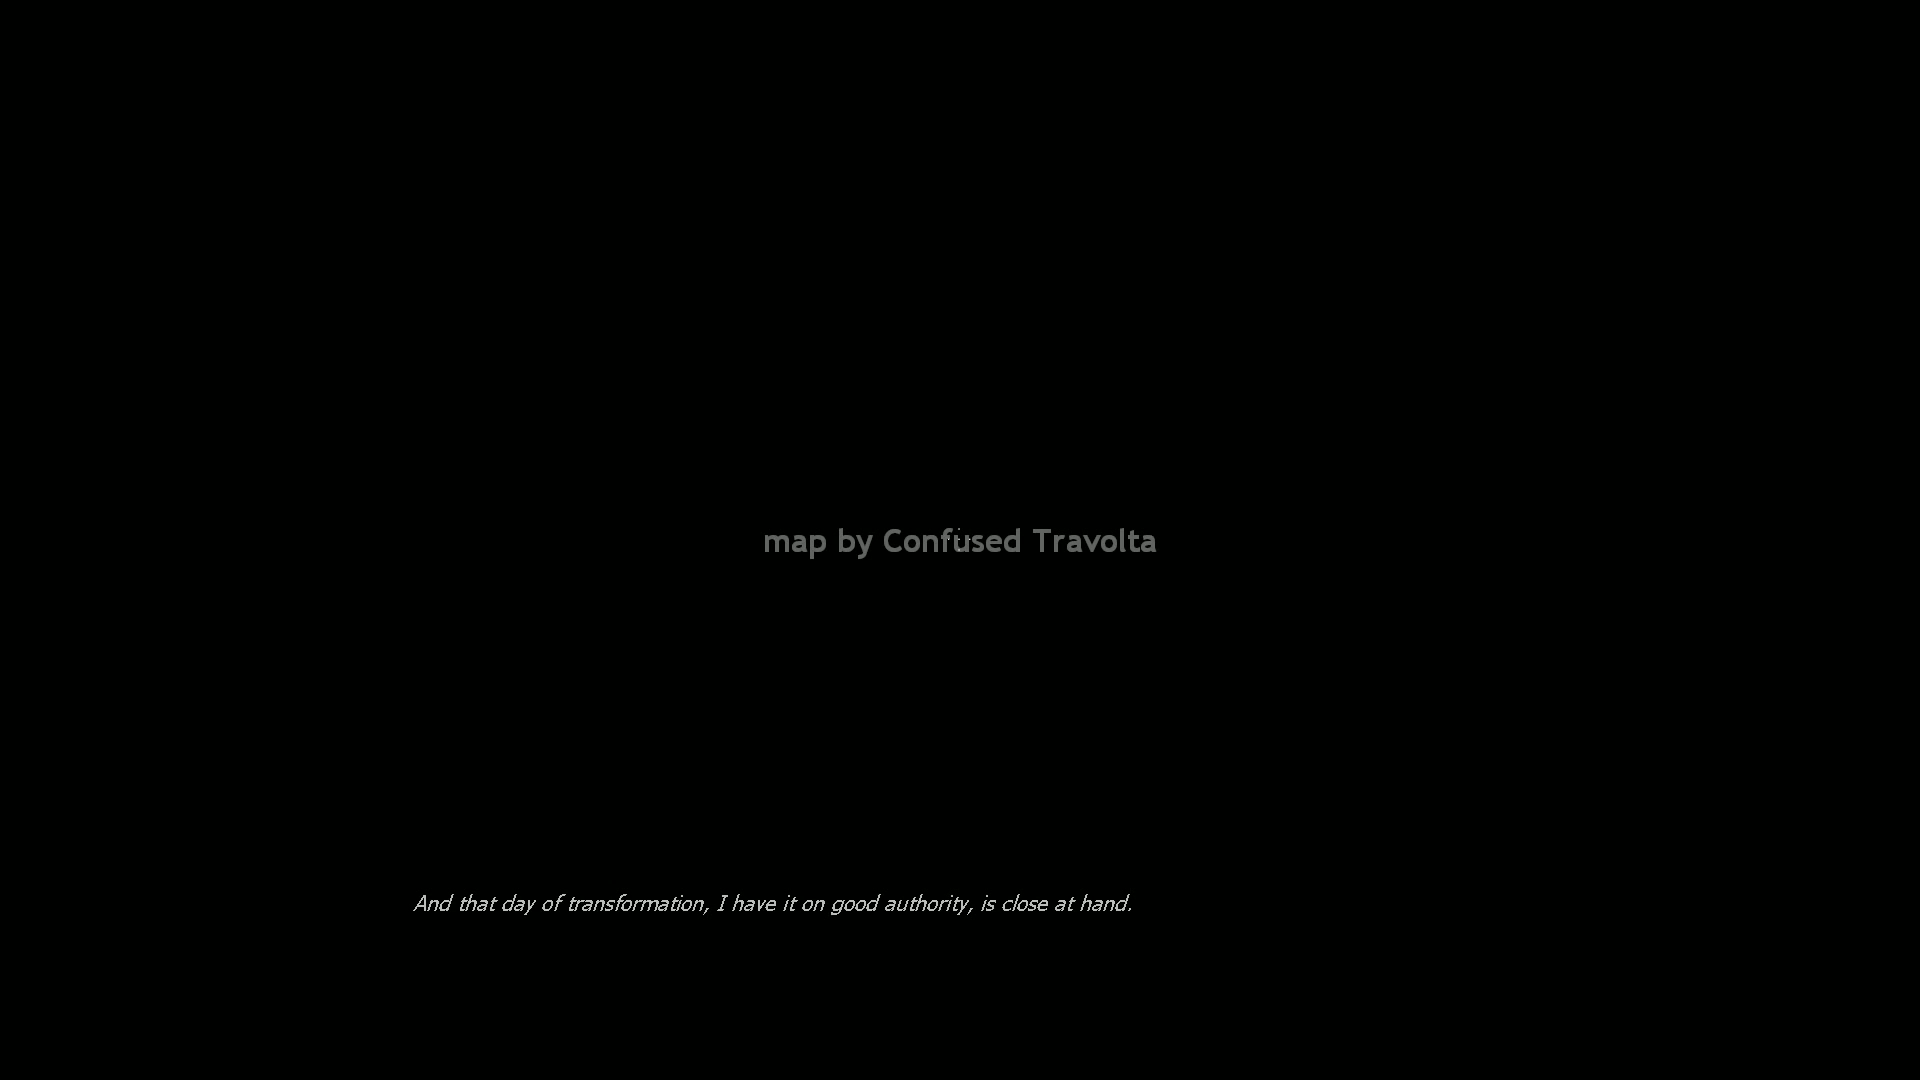 map by Confused Travolta
And that day of transformation, I have it on good authority, is close at hand.